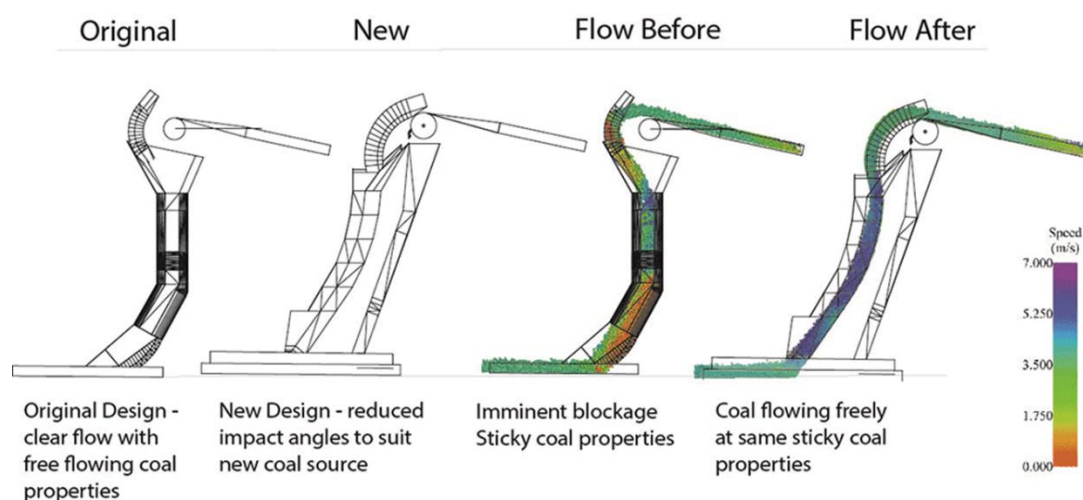 Original
New
Flow Before
Flow After
Speed
(m/s)
7.000
5.250
3.500
1.750
0.000
Original Design -
clear flow with
free flowing coal
properties
New Design - reduced
impact angles to suit
new coal source
Imminent blockage
Sticky coal properties
Coal flowing freely
at same sticky coal
properties